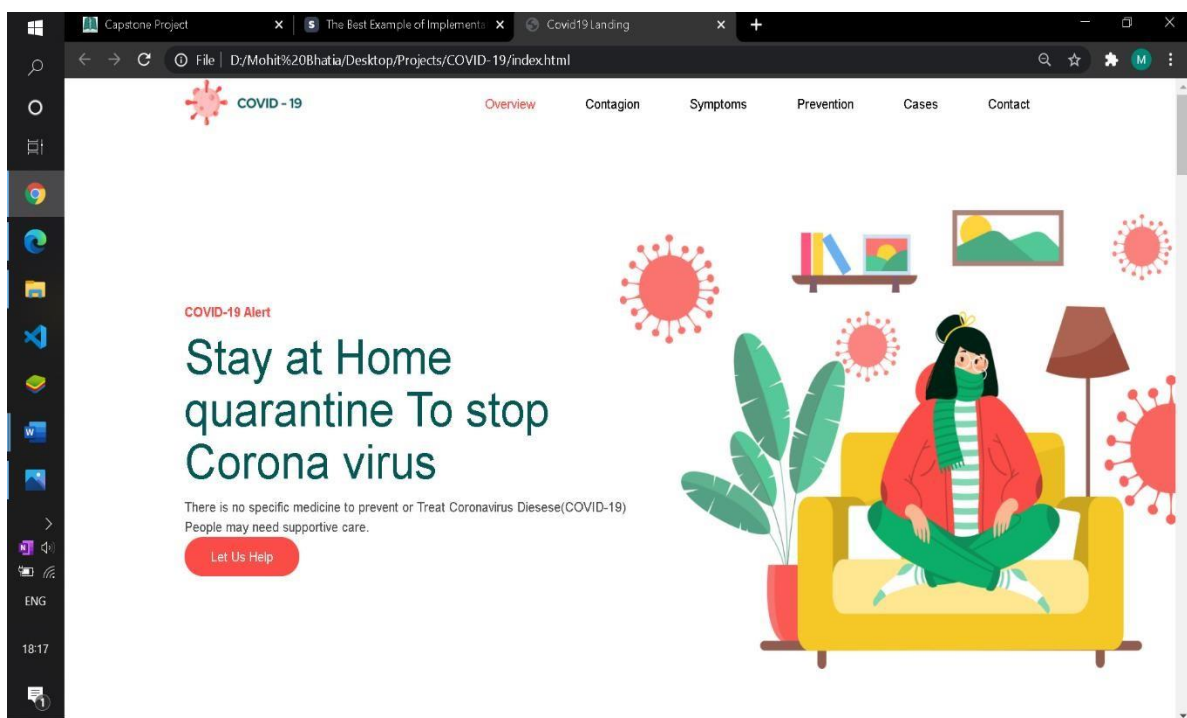 Capstone Project
The Best Example of Implementa
Covid19 Landing
File D:/Mohit%20Bhatia/Desktop/Projects/COVID-19/index.html
M
COVID - 19
Overview
Contagion
Symptoms
Prevention
Cases
Contact
COVID-19 Alert
Stay at Home
quarantine To stop
Corona virus
There is no specific medicine to prevent or Treat Coronavirus Diesese(COVID-19)
People may need supportive care.
Let Us Help
ENG
18:17
1